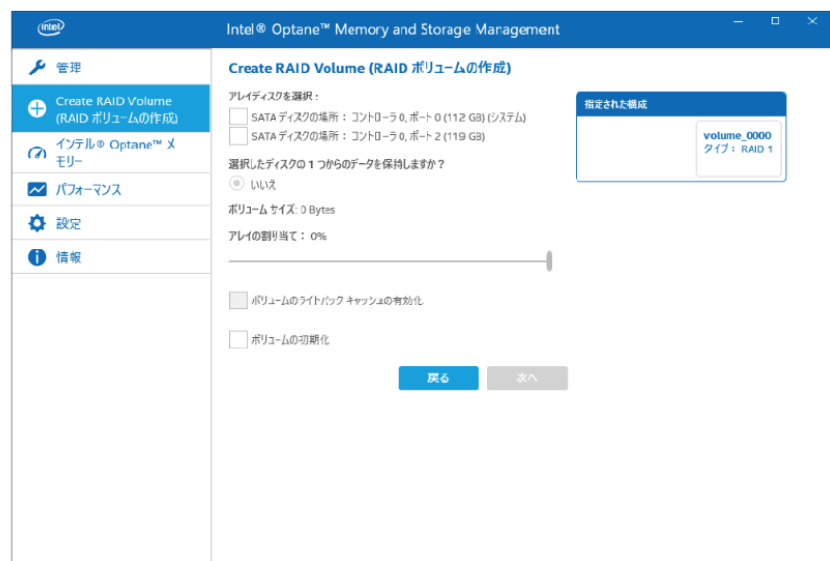 intel
Intel® Optane™ Memory and Storage Management
管理
Create RAID Volume
(RAID ボリュームの作成)
インテル® Optane™ メ
モリー
パフォーマンス
設定
情報
Create RAID Volume (RAID ボリュームの作成)
アレイディスクを選択：
SATA ディスクの場所： コントローラ 0, ポート 0 (112 GB) (システム)
SATA ディスクの場所： コントローラ 0, ポート 2 (119 GB)
選択したディスクの 1 つからのデータを保持しますか？
いいえ
ボリューム サイズ: 0 Bytes
アレイの割り当て： 0%
ボリュームのライトバック キャッシュの有効化
ボリュームの初期化
戻る
次へ
指定された構成
volume_0000
タイプ： RAID 1